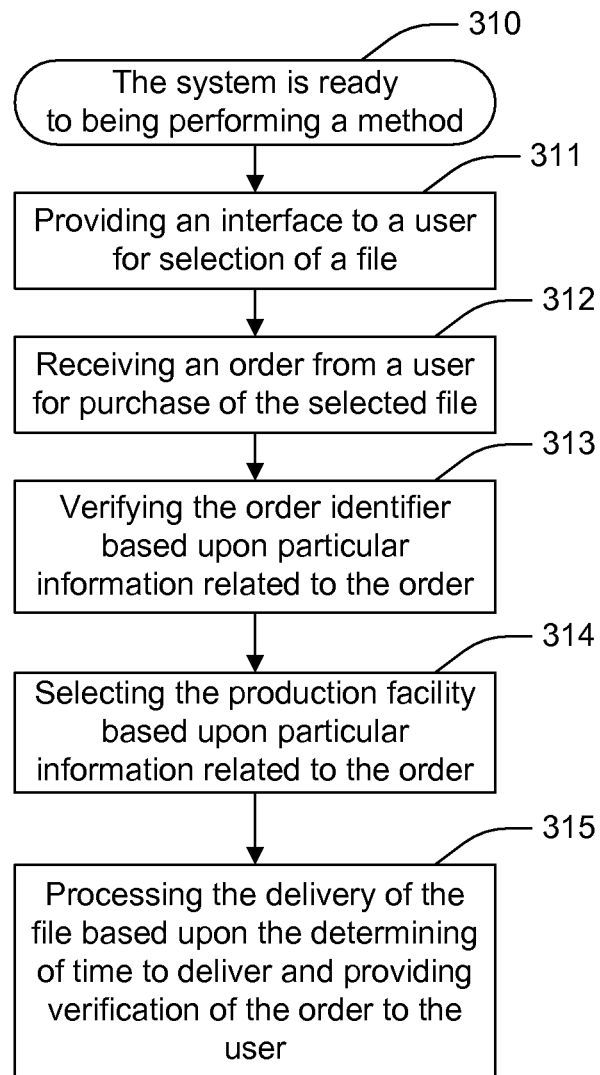 310
The system is ready
to being performing a method
311
Providing an interface to a user
for selection of a file
312
Receiving an order from a user
for purchase of the selected file
313
Verifying the order identifier
based upon particular
information related to the order
314
Selecting the production facility
based upon particular
information related to the order
315
Processing the delivery of the
file based upon the determining
of time to deliver and providing
verification of the order to the
user